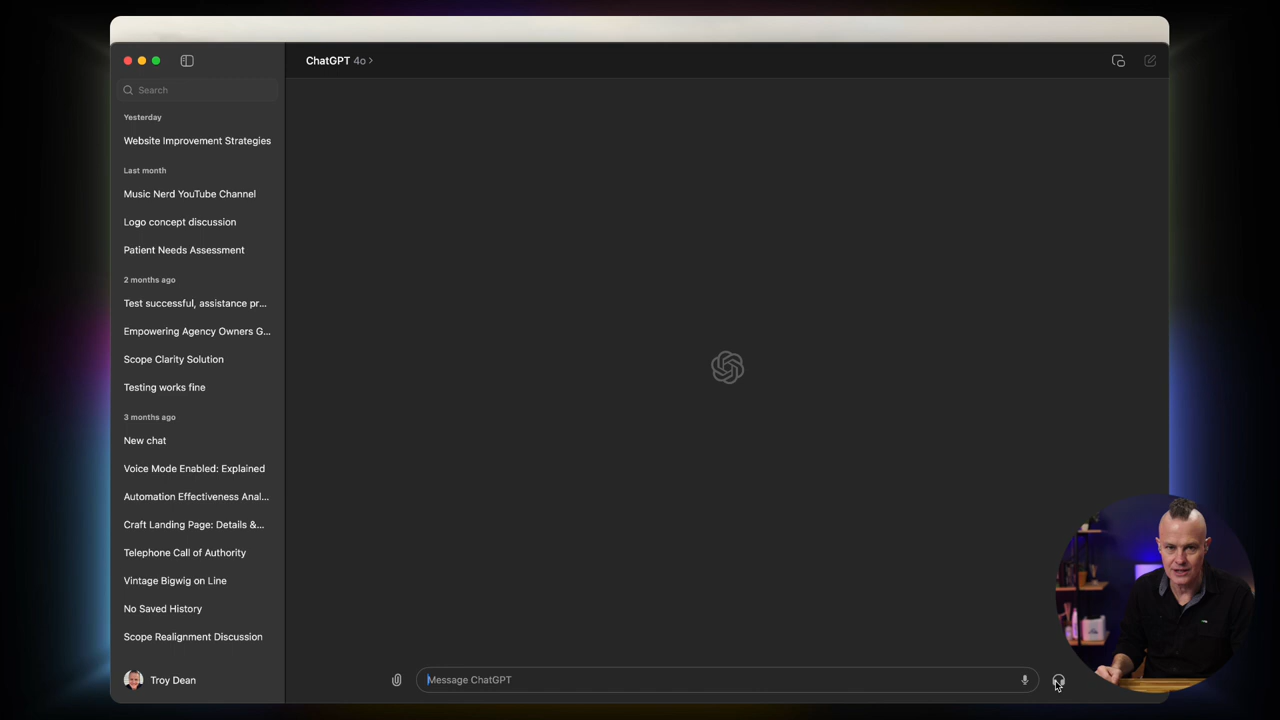 ChatGPT 4o >
Search
Yesterday
Website Improvement Strategies
Last month
Music Nerd YouTube Channel
Logo concept discussion
Patient Needs Assessment
2 months ago
Test successful, assistance pr...
Empowering Agency Owners G...
Scope Clarity Solution
Testing works fine
3 months ago
New chat
Voice Mode Enabled: Explained
Automation Effectiveness Anal...
Craft Landing Page: Details &...
Telephone Call of Authority
Vintage Bigwig on Line
No Saved History
Scope Realignment Discussion
Troy Dean
Message ChatGPT